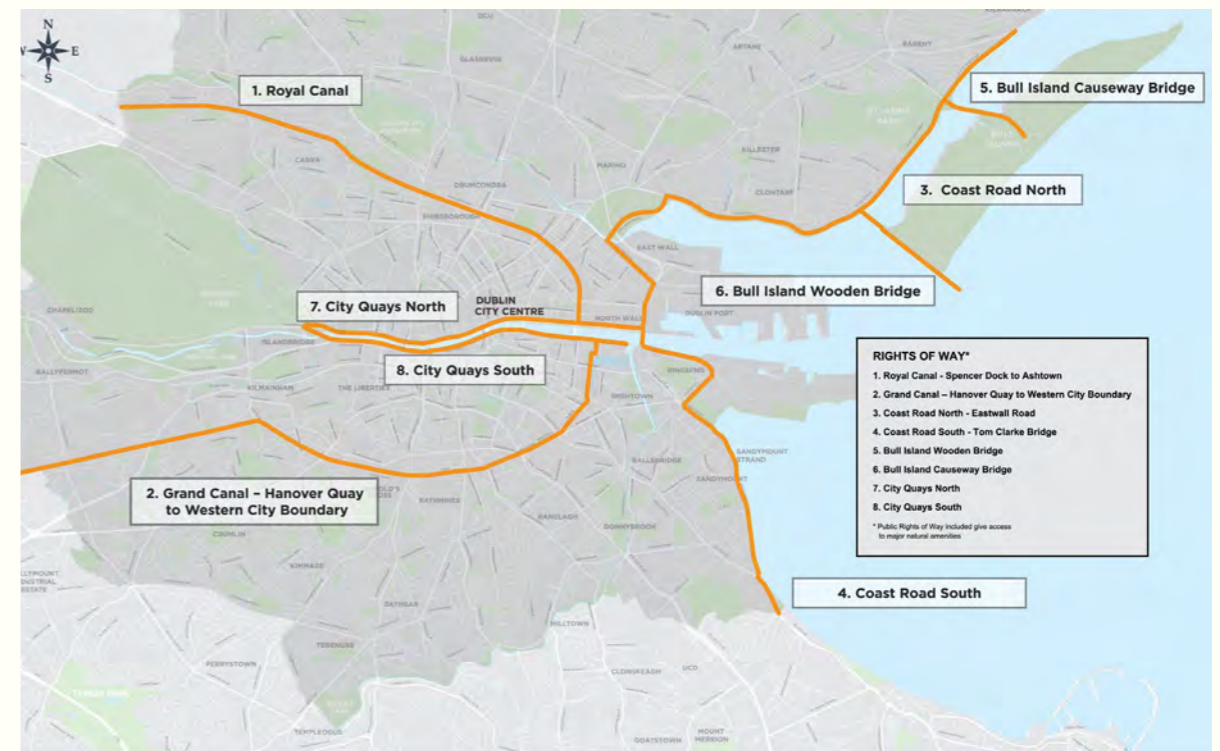 N
W
E
S
DCU
GLASNEVIN
ARTANE
RAHENY
1. Royal Canal
5. Bull Island Causeway Bridge
CABRA
MARINO
KILLESTER
DRUMCONDRA
CLONTARF
3. Coast Road North
PHIBSBOROUGH
EAST WALL
6. Bull Island Wooden Bridge
7. City Quays North
DUBLIN
CITY CENTRE
NORTH WALL
DUBLIN PORT
CHAPELIZOD
ISLANDBRIDGE
8. City Quays South
RINGSEND
BALLYFERMOT
KILMAINHAM
THE LIBERTIES
IRISHTOWN
RIGHTS OF WAY*
1. Royal Canal - Spencer Dock to Ashtown
2. Grand Canal – Hanover Quay to Western City Boundary
3. Coast Road North - Eastwall Road
4. Coast Road South - Tom Clarke Bridge
5. Bull Island Wooden Bridge
6. Bull Island Causeway Bridge
7. City Quays North
8. City Quays South
* Public Rights of Way included give access
to major natural amenities
BALLSBRIDGE
SANDYMOUNT
STRAND
SANDYMOUNT
2. Grand Canal – Hanover Quay
to Western City Boundary
RATHMINES
RANELAGH
DONNYBROOK
CRUMLIN
KIMMAGE
RATHGAR
4. Coast Road South
MILLTOWN
TERENURE
PERRYSTOWN
CLONSKEAGH
UCD
TEMPLEOGUE
GOATSTOWN
MOUNT
MERRION